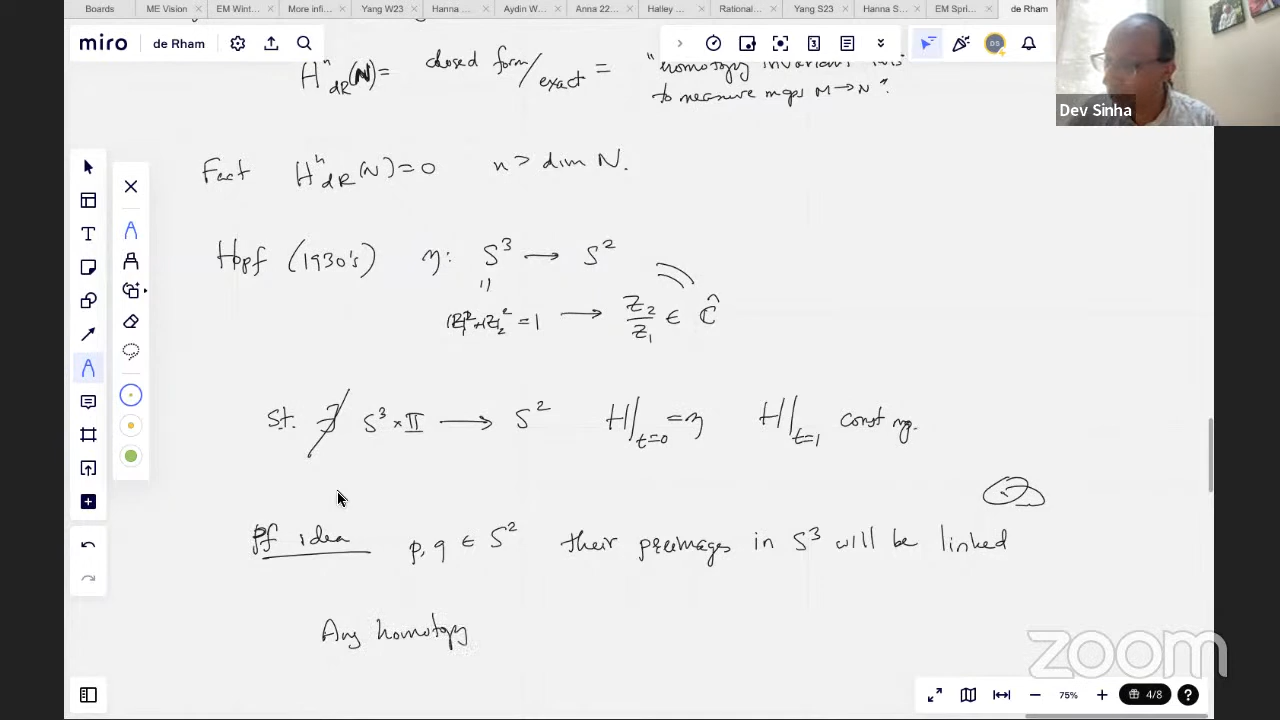 Boards ME Vision EM Wint... More infi... Yang W23 Hanna ... Aydin W... Anna 22... Halley ... Rational... Yang S23 Hanna S... EM Spri... de Rham
miro de Rham
DS
Dev Sinha
H^n_dR(N) = closed form/exact = "homotopy invariant
to measure maps M → N".
Fact H^n_dR(N) = 0 n > dim N.
Hopf (1930's) η: S^3 → S^2
= 1 → z_2/z_1 ∈ Ĉ
st. ∄ S^3 × II → S^2 H|_{t=0} = η H|_{t=1} const
Pf idea p, q ∈ S^2 their preimages in S^3 will be linked
Any homotopy
75% 4/8
zoom